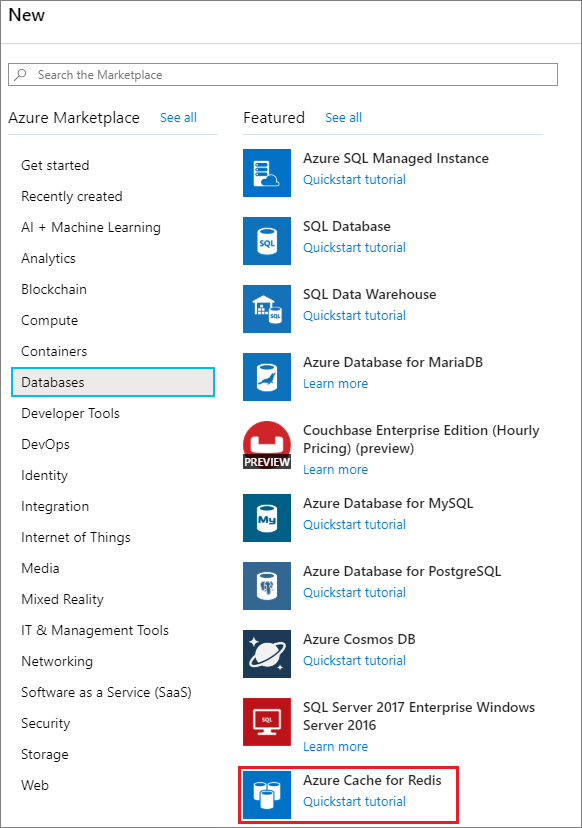 New
Search the Marketplace
Azure Marketplace See all
Get started
Recently created
AI + Machine Learning
Analytics
Blockchain
Compute
Containers
Databases
Developer Tools
DevOps
Identity
Integration
Internet of Things
Media
Mixed Reality
IT & Management Tools
Networking
Software as a Service (SaaS)
Security
Storage
Web
Featured See all
Azure SQL Managed Instance
Quickstart tutorial
SQL
SQL Database
Quickstart tutorial
SQL
SQL Data Warehouse
Quickstart tutorial
Azure Database for MariaDB
Learn more
PREVIEW
Couchbase Enterprise Edition (Hourly
Pricing) (preview)
Learn more
My
Azure Database for MySQL
Quickstart tutorial
Azure Database for PostgreSQL
Quickstart tutorial
Azure Cosmos DB
Quickstart tutorial
SQL
SQL Server 2017 Enterprise Windows
Server 2016
Learn more
Azure Cache for Redis
Quickstart tutorial